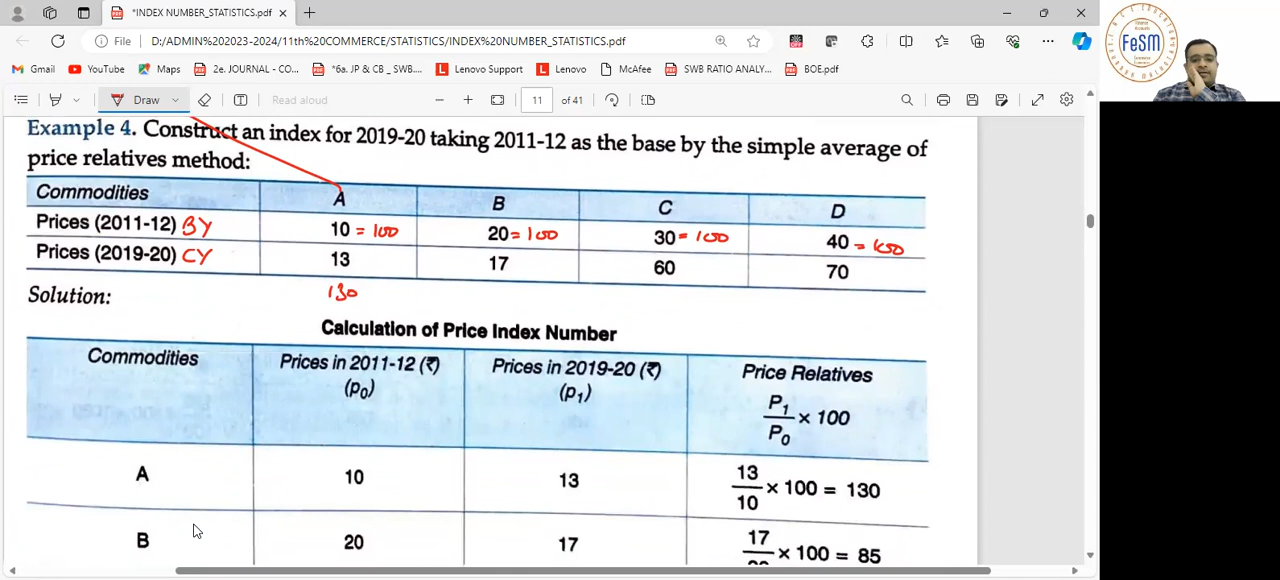 *INDEX NUMBER_STATISTICS.pdf
File D:/ADMIN%202023-2024/11th%20COMMERCE/STATISTICS/INDEX%20NUMBER_STATISTICS.pdf
Gmail YouTube Maps 2e. JOURNAL - CO... *6a. JP & CB _ SWB... Lenovo Support Lenovo McAfee SWB RATIO ANALY... BOE.pdf
Draw Read aloud 11 of 41
FeSM
Example 4. Construct an index for 2019-20 taking 2011-12 as the base by the simple average of
price relatives method:
Commodities A B C D
Prices (2011-12) BY 10 = 100 20 = 100 30 = 100 40 = 100
Prices (2019-20) CY 13 17 60 70
130
Solution:
Calculation of Price Index Number
Commodities Prices in 2011-12 (₹) Prices in 2019-20 (₹) Price Relatives
(p0) (p1) P1/P0 × 100
A 10 13 13/10 × 100 = 130
B 20 17 17/20 × 100 = 85